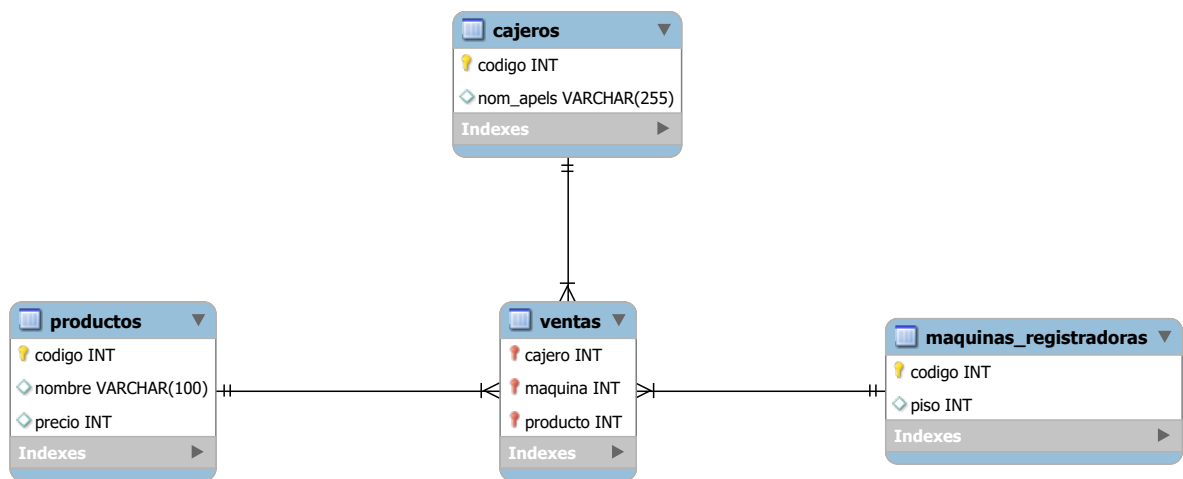 cajeros
codigo INT
nom_apels VARCHAR(255)
Indexes
productos
codigo INT
nombre VARCHAR(100)
precio INT
Indexes
ventas
cajero INT
maquina INT
producto INT
Indexes
maquinas_registradoras
codigo INT
piso INT
Indexes